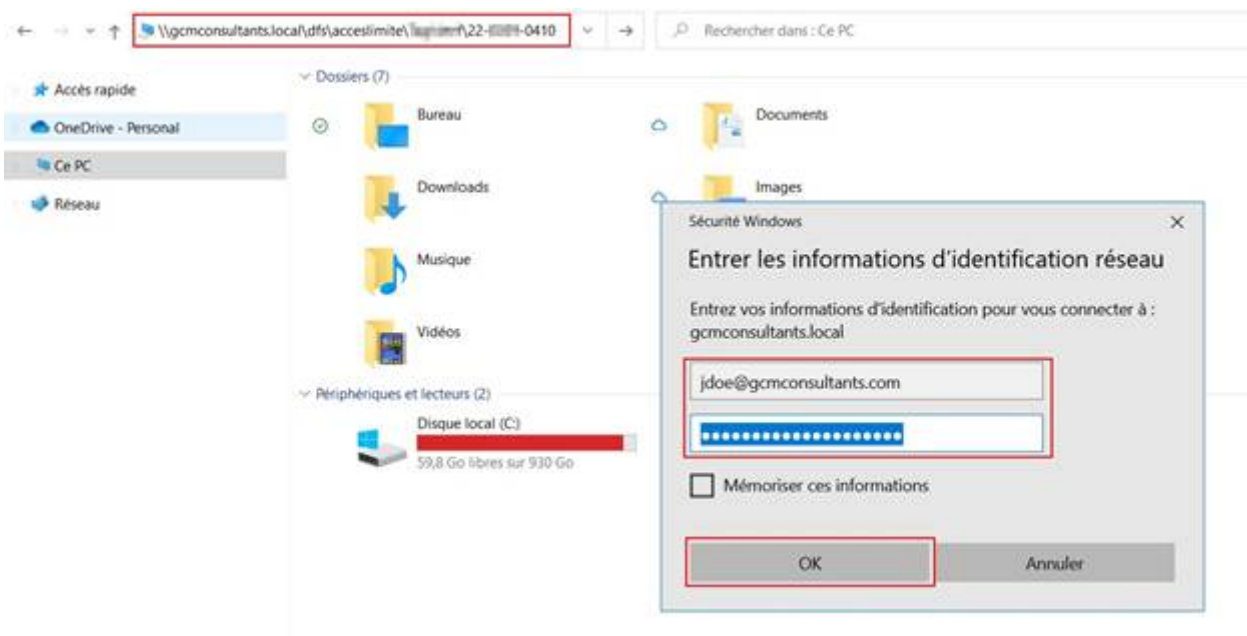 \\gcmconsultants.local\dfs\acceslimite\ \22- -0410
Rechercher dans : Ce PC
Accès rapide
OneDrive - Personal
Ce PC
Réseau
Dossiers (7)
Bureau
Documents
Downloads
Images
Musique
Vidéos
Périphériques et lecteurs (2)
Disque local (C:)
59,8 Go libres sur 930 Go
Sécurité Windows
Entrer les informations d'identification réseau
Entrez vos informations d'identification pour vous connecter à :
gcmconsultants.local
jdoe@gcmconsultants.com
Mémoriser ces informations
OK
Annuler